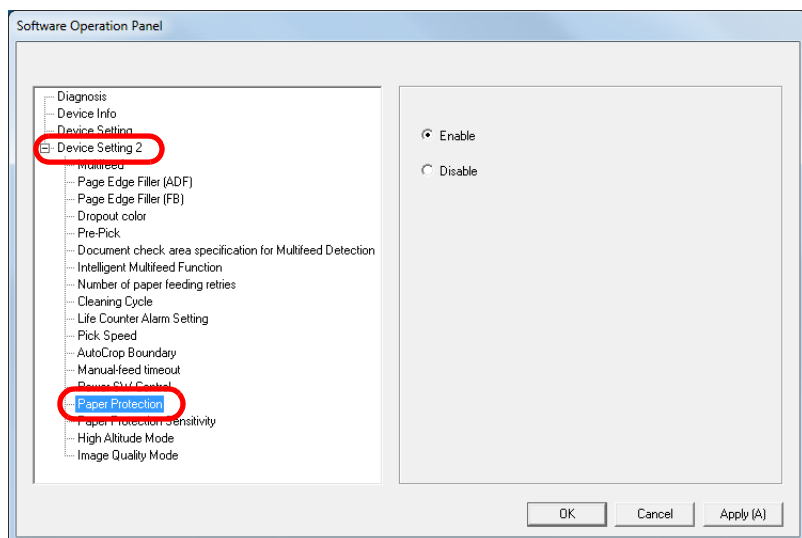 Software Operation Panel
Diagnosis
Device Info
Device Setting
Device Setting 2
Multifeed
Page Edge Filler (ADF)
Page Edge Filler (FB)
Dropout color
Pre-Pick
Document check area specification for Multifeed Detection
Intelligent Multifeed Function
Number of paper feeding retries
Cleaning Cycle
Life Counter Alarm Setting
Pick Speed
AutoCrop Boundary
Manual-feed timeout
Power SW Control
Paper Protection
Paper Protection Sensitivity
High Altitude Mode
Image Quality Mode
Enable
Disable
OK
Cancel
Apply (A)